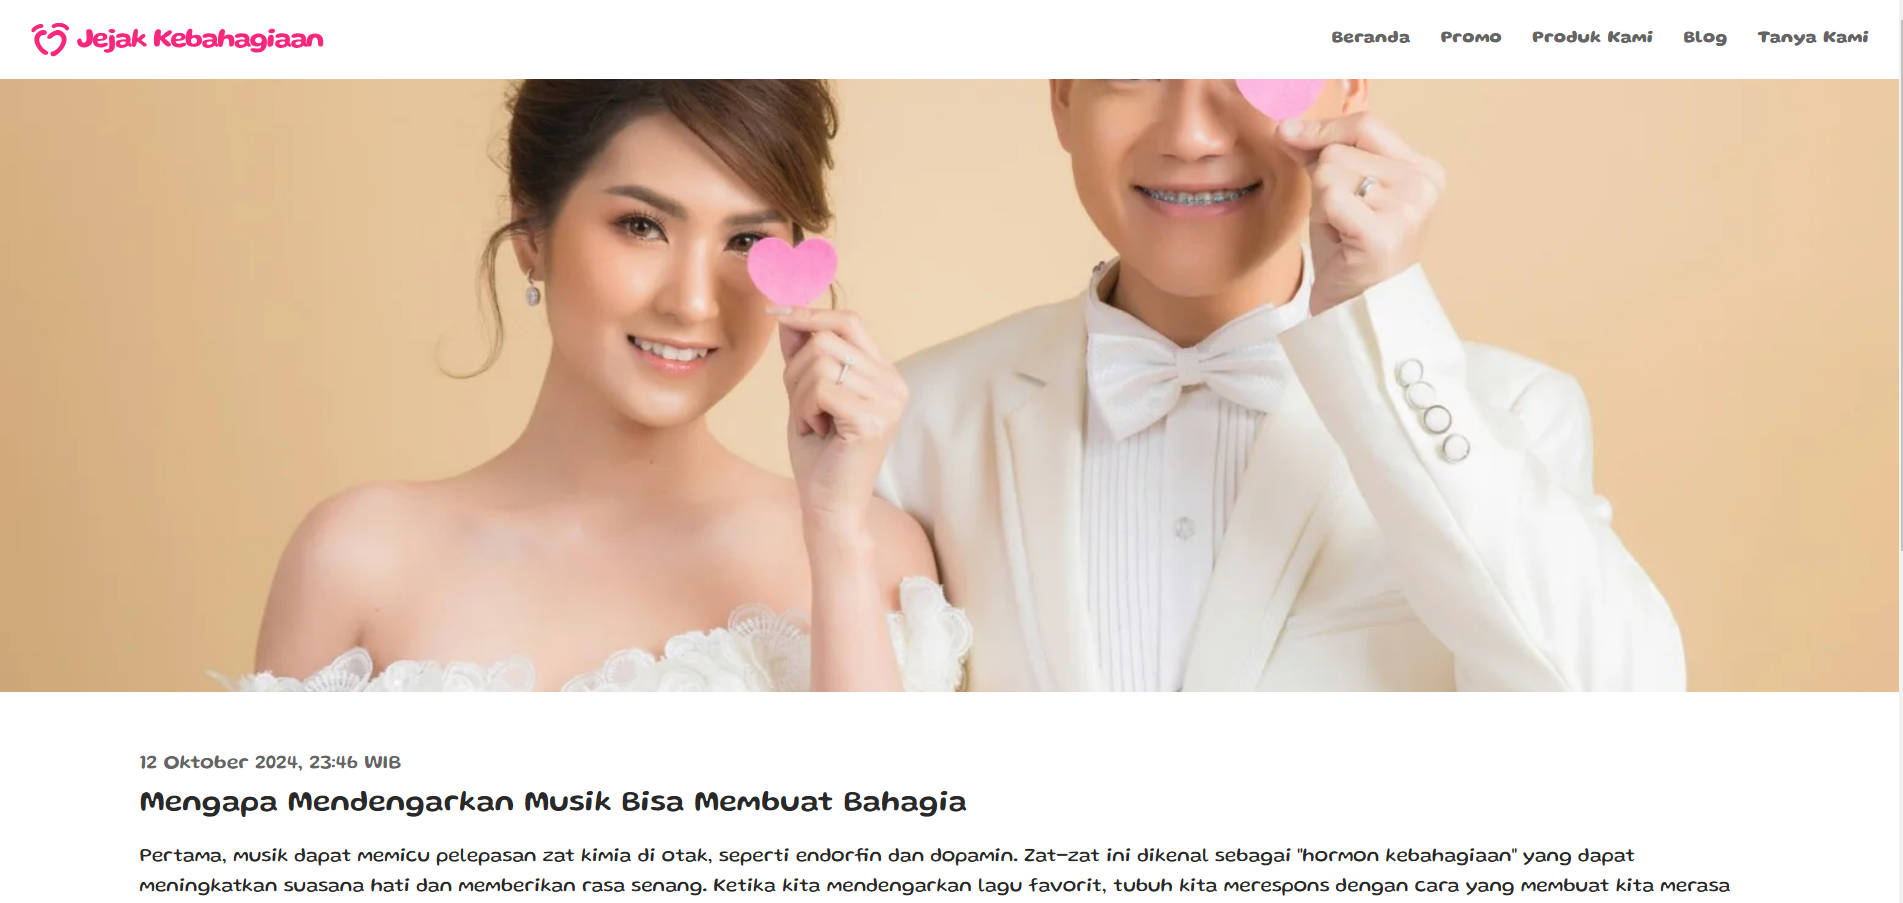 Jejak Kebahagiaan
Beranda Promo Produk Kami Blog Tanya Kami
12 Oktober 2024, 23:46 WIB
Mengapa Mendengarkan Musik Bisa Membuat Bahagia
Pertama, musik dapat memicu pelepasan zat kimia di otak, seperti endorfin dan dopamin. Zat-zat ini dikenal sebagai "hormon kebahagiaan" yang dapat
meningkatkan suasana hati dan memberikan rasa senang. Ketika kita mendengarkan lagu favorit, tubuh kita merespons dengan cara yang membuat kita merasa